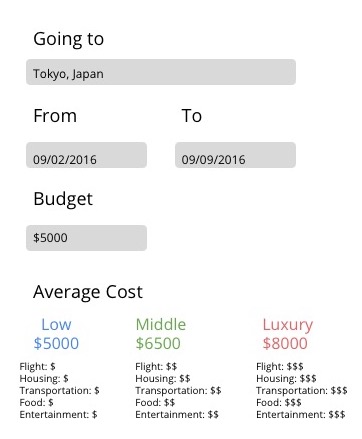 Going to
Tokyo, Japan
From To
09/02/2016 09/09/2016
Budget
$5000
Average Cost
Low Middle Luxury
$5000 $6500 $8000
Flight: $ Flight: $$ Flight: $$$
Housing: $ Housing: $$ Housing: $$$
Transportation: $ Transportation: $$ Transportation: $$$
Food: $ Food: $$ Food: $$$
Entertainment: $ Entertainment: $$ Entertainment: $$$